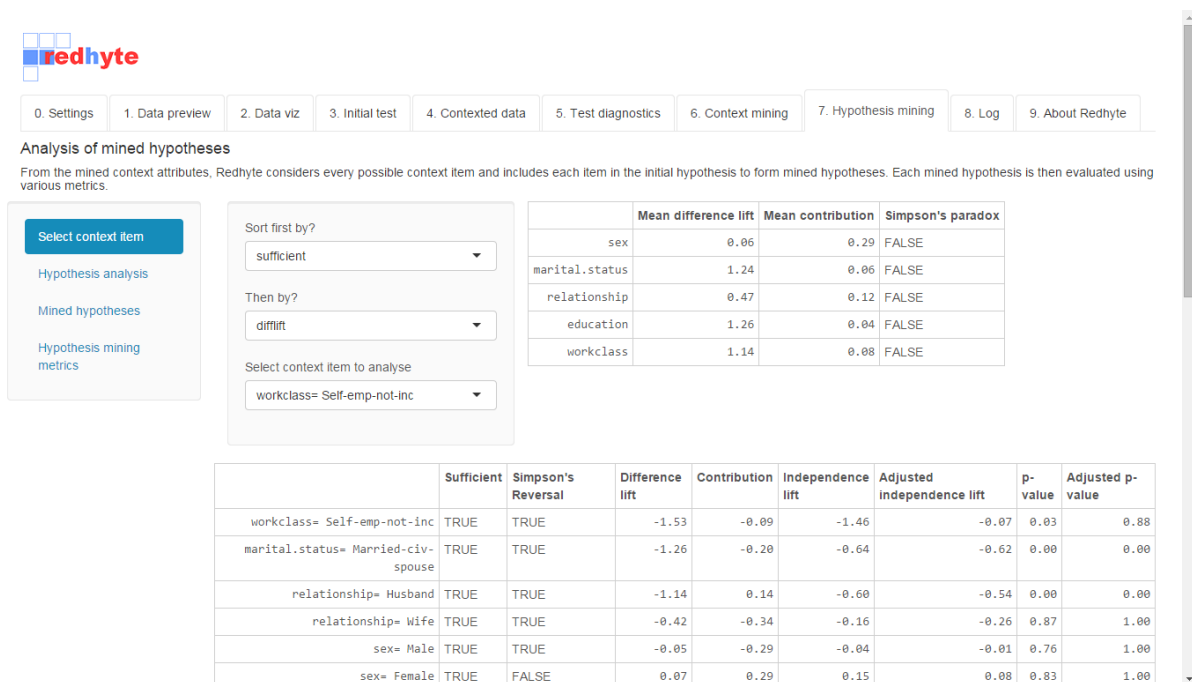 redhyte
0. Settings 1. Data preview 2. Data viz 3. Initial test 4. Contexted data 5. Test diagnostics 6. Context mining 7. Hypothesis mining 8. Log 9. About Redhyte
Analysis of mined hypotheses
From the mined context attributes, Redhyte considers every possible context item and includes each item in the initial hypothesis to form mined hypotheses. Each mined hypothesis is then evaluated using
various metrics.
Select context item
Hypothesis analysis
Mined hypotheses
Hypothesis mining
metrics
Sort first by?
sufficient
Then by?
difflift
Select context item to analyse
workclass= Self-emp-not-inc
Mean difference lift Mean contribution Simpson's paradox
sex 0.06 0.29 FALSE
marital.status 1.24 0.06 FALSE
relationship 0.47 0.12 FALSE
education 1.26 0.04 FALSE
workclass 1.14 0.08 FALSE
Sufficient Simpson's Difference Contribution Independence Adjusted p- Adjusted p-
Reversal lift lift independence lift value value
workclass= Self-emp-not-inc TRUE TRUE -1.53 -0.09 -1.46 -0.07 0.03 0.88
marital.status= Married-civ- TRUE TRUE -1.26 -0.20 -0.64 -0.62 0.00 0.00
spouse
relationship= Husband TRUE TRUE -1.14 0.14 -0.60 -0.54 0.00 0.00
relationship= Wife TRUE TRUE -0.42 -0.34 -0.16 -0.26 0.87 1.00
sex= Male TRUE TRUE -0.05 -0.29 -0.04 -0.01 0.76 1.00
sex= Female TRUE FALSE 0.07 0.29 0.15 0.08 0.83 1.00